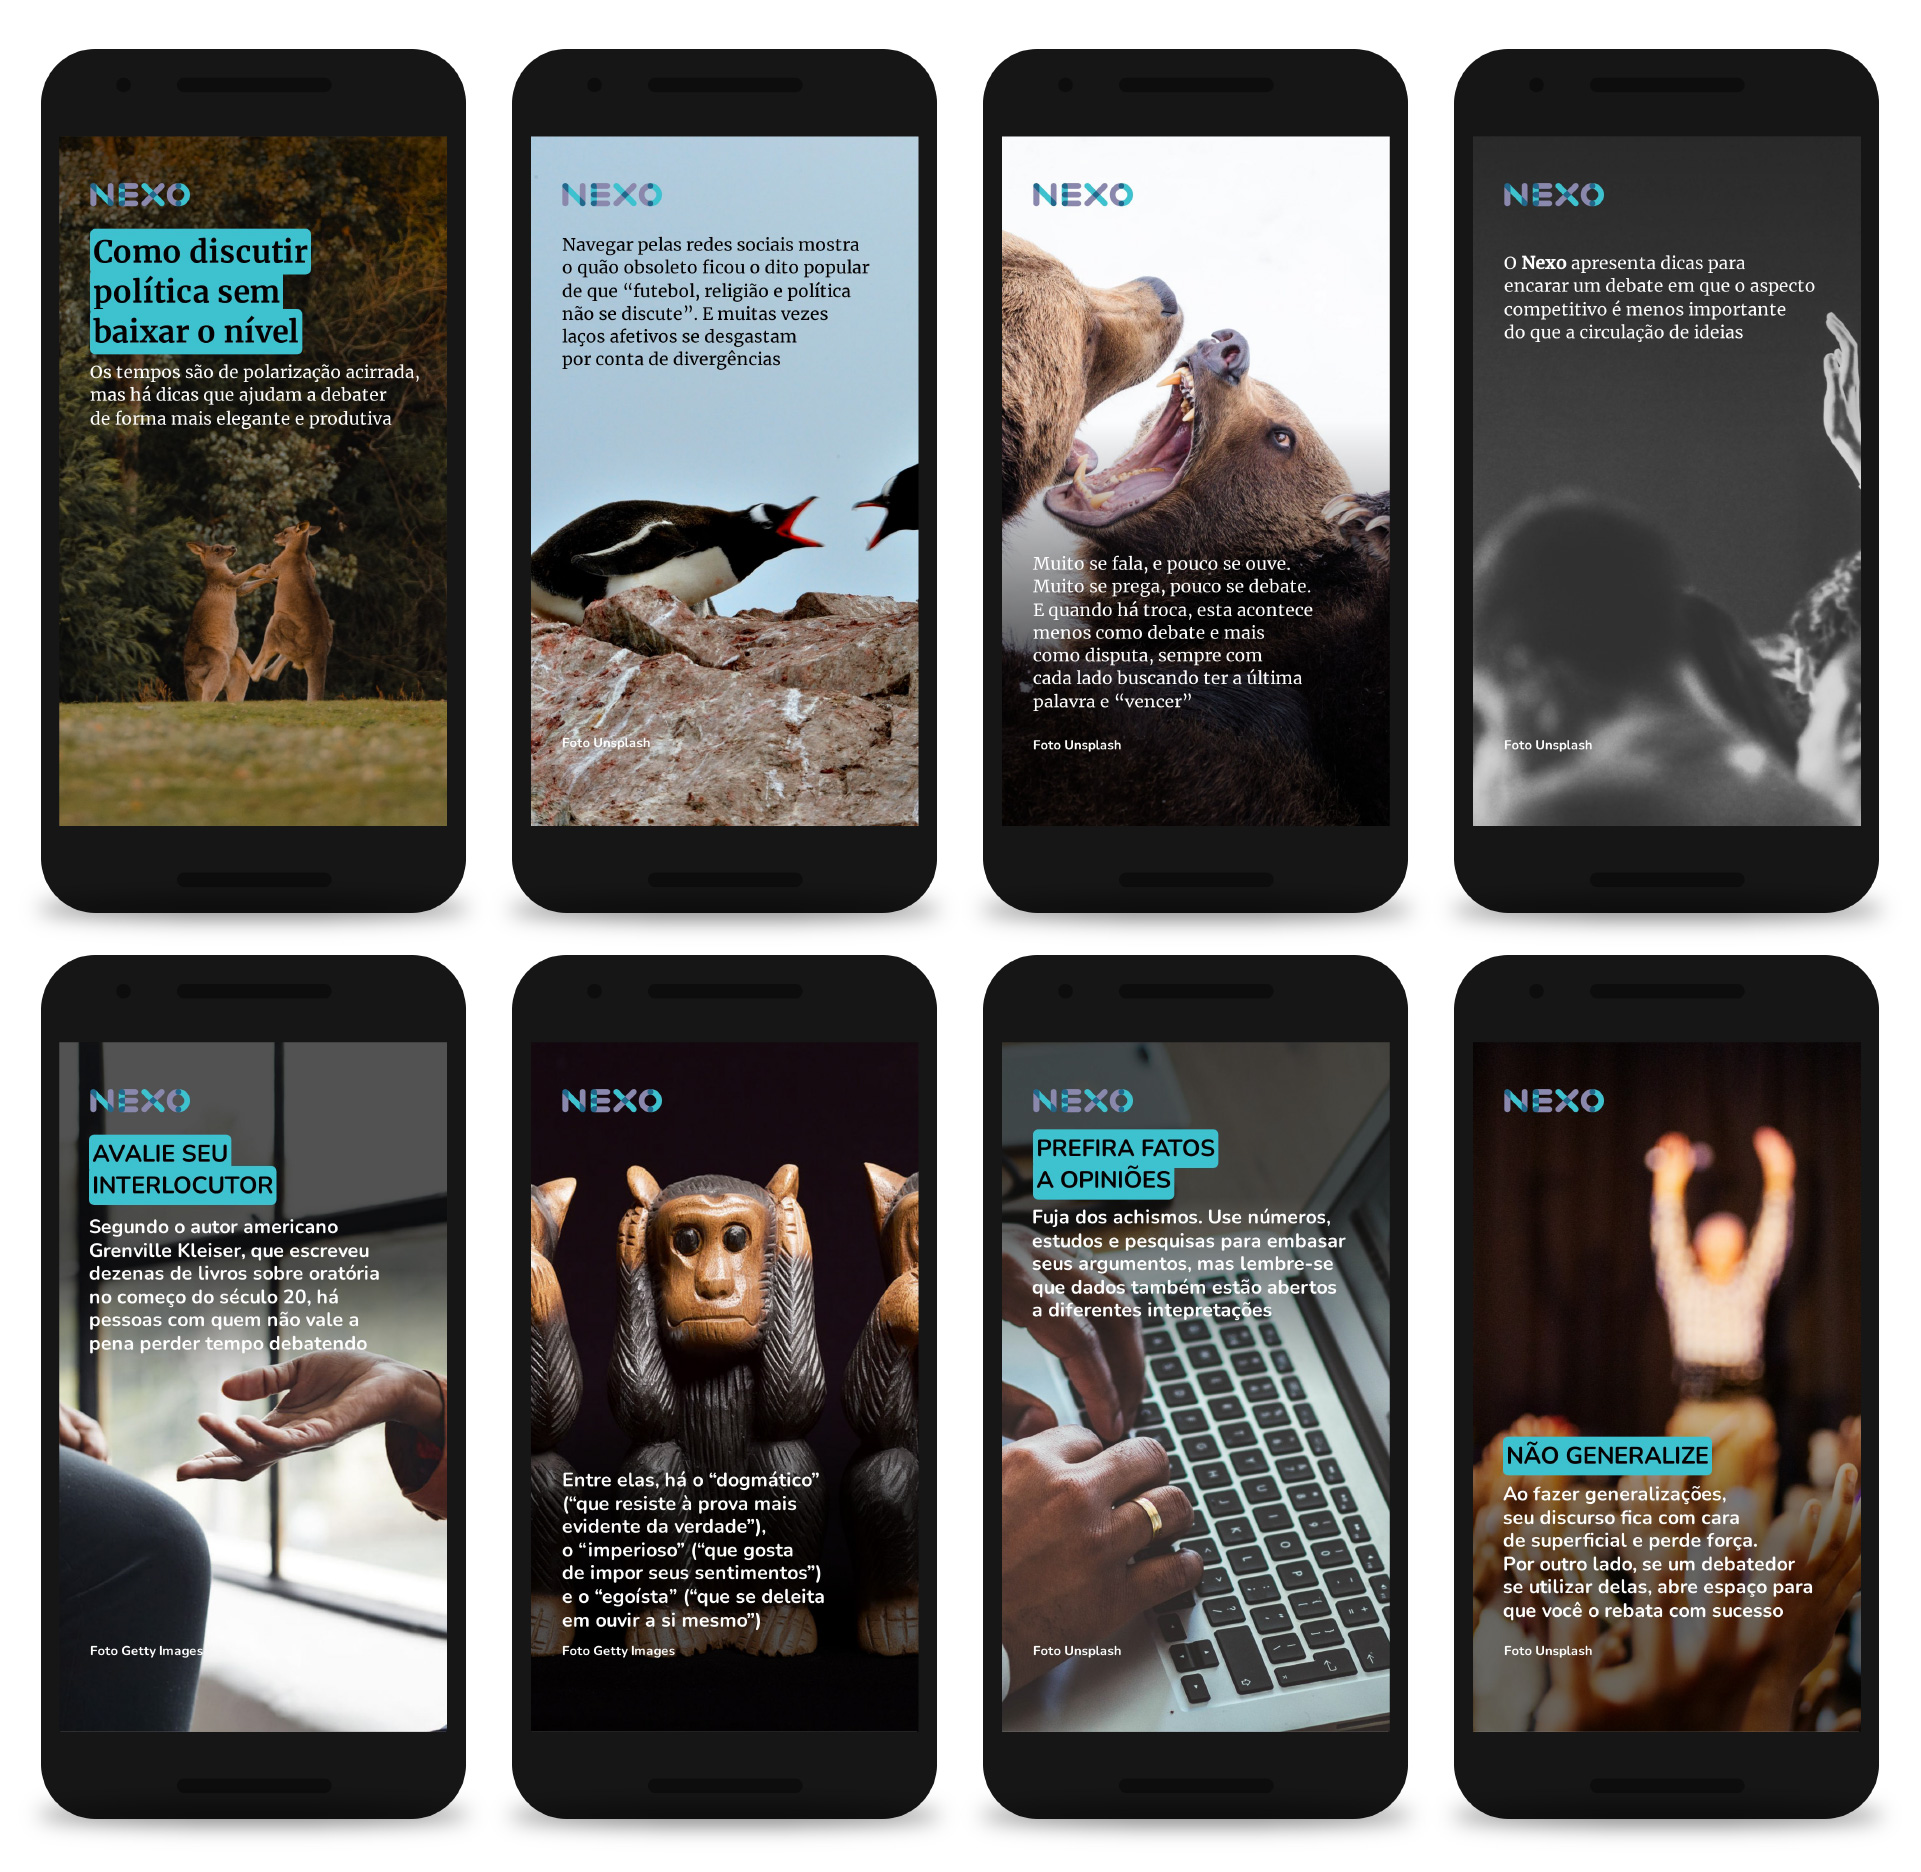 NEXO
Como discutir
política sem
baixar o nível
Os tempos são de polarização acirrada,
mas há dicas que ajudam a debater
de forma mais elegante e produtiva
NEXO
Navegar pelas redes sociais mostra
o quão obsoleto ficou o dito popular
de que “futebol, religião e política
não se discute”. E muitas vezes
laços afetivos se desgastam
por conta de divergências
Foto Unsplash
NEXO
Muito se fala, e pouco se ouve.
Muito se prega, pouco se debate.
E quando há troca, esta acontece
menos como debate e mais
como disputa, sempre com
cada lado buscando ter a última
palavra e “vencer”
Foto Unsplash
NEXO
O Nexo apresenta dicas para
encarar um debate em que o aspecto
competitivo é menos importante
do que a circulação de ideias
Foto Unsplash
NEXO
AVALIE SEU
INTERLOCUTOR
Segundo o autor americano
Grenville Kleiser, que escreveu
dezenas de livros sobre oratória
no começo do século 20, há
pessoas com quem não vale a
pena perder tempo debatendo
Foto Getty Images
NEXO
Entre elas, há o “dogmático”
(“que resiste à prova mais
evidente da verdade”),
o “imperioso” (“que gosta
de impor seus sentimentos”)
e o “egoísta” (“que se deleita
em ouvir a si mesmo”)
Foto Getty Images
NEXO
PREFIRA FATOS
A OPINIÕES
Fuja dos achismos. Use números,
estudos e pesquisas para embasar
seus argumentos, mas lembre-se
que dados também estão abertos
a diferentes intepretações
Foto Unsplash
NEXO
NÃO GENERALIZE
Ao fazer generalizações,
seu discurso fica com cara
de superficial e perde força.
Por outro lado, se um debatedor
se utilizar delas, abre espaço para
que você o rebata com sucesso
Foto Unsplash